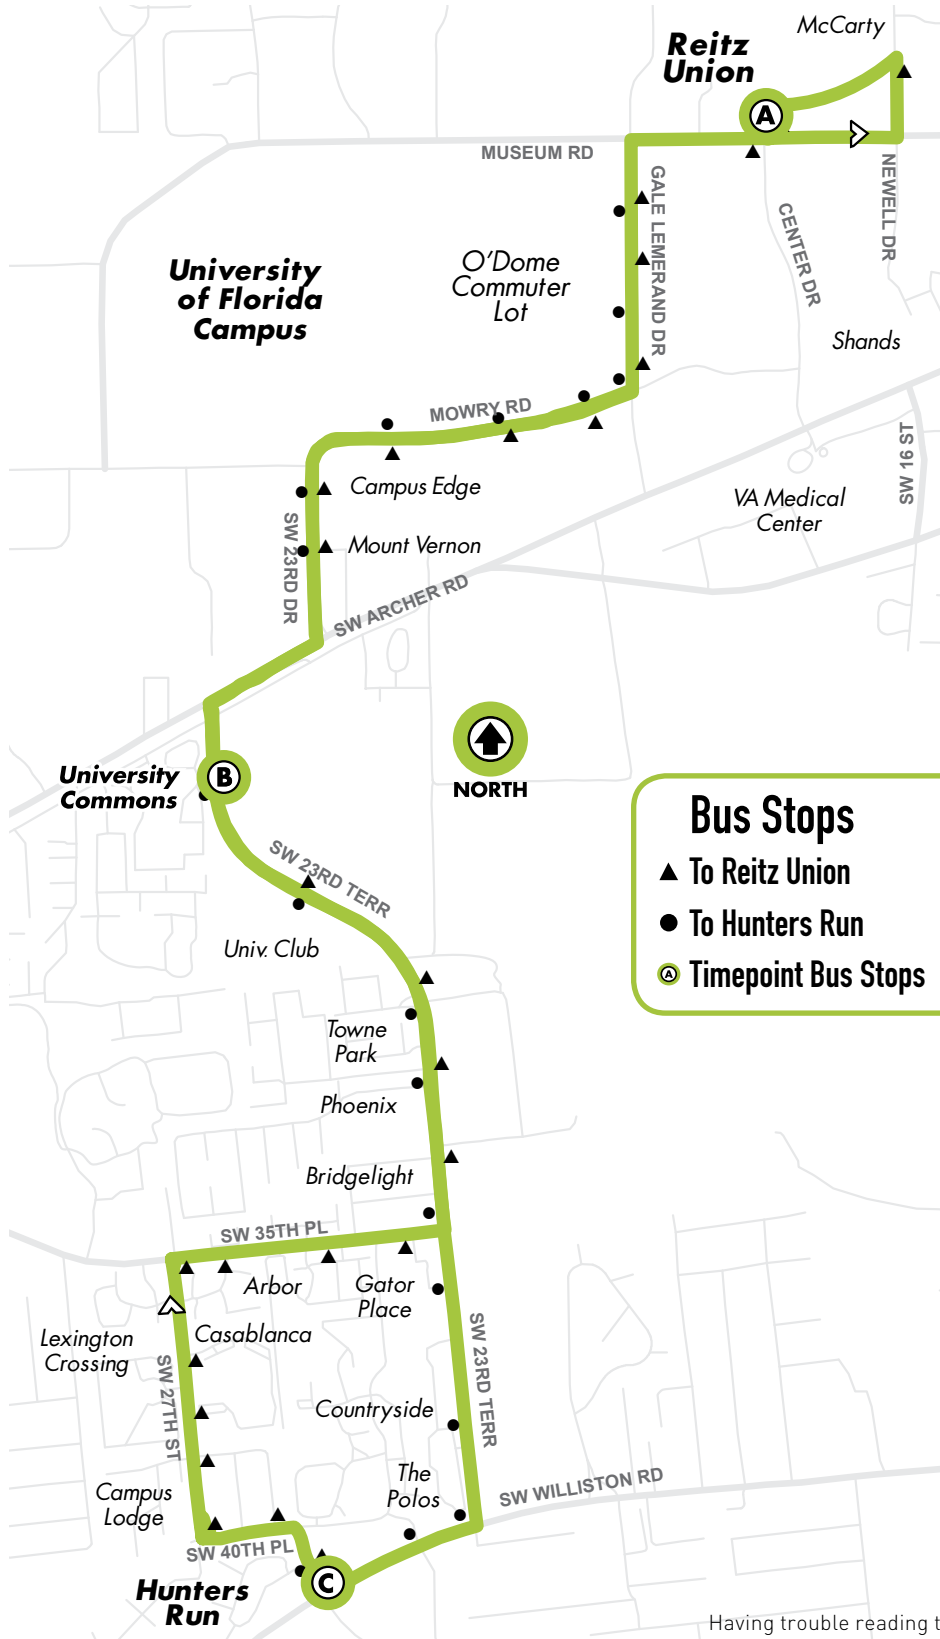 McCarty
Reitz
Union
A
MUSEUM RD
GALE LEMERAND DR
CENTER DR
NEWELL DR
University
of Florida
Campus
O'Dome
Commuter
Lot
Shands
MOWRY RD
SW 16 ST
Campus Edge
VA Medical
Center
SW 23RD DR
Mount Vernon
SW ARCHER RD
NORTH
University
Commons
B
Bus Stops
To Reitz Union
To Hunters Run
A Timepoint Bus Stops
SW 23RD TERR
Univ. Club
Towne
Park
Phoenix
Bridgelight
SW 35TH PL
Arbor
Gator
Place
Lexington
Crossing
Casablanca
SW 27TH ST
SW 23RD TERR
Countryside
The
Polos
SW WILLISTON RD
Campus
Lodge
SW 40TH PL
Hunters
Run
C
Having trouble reading t